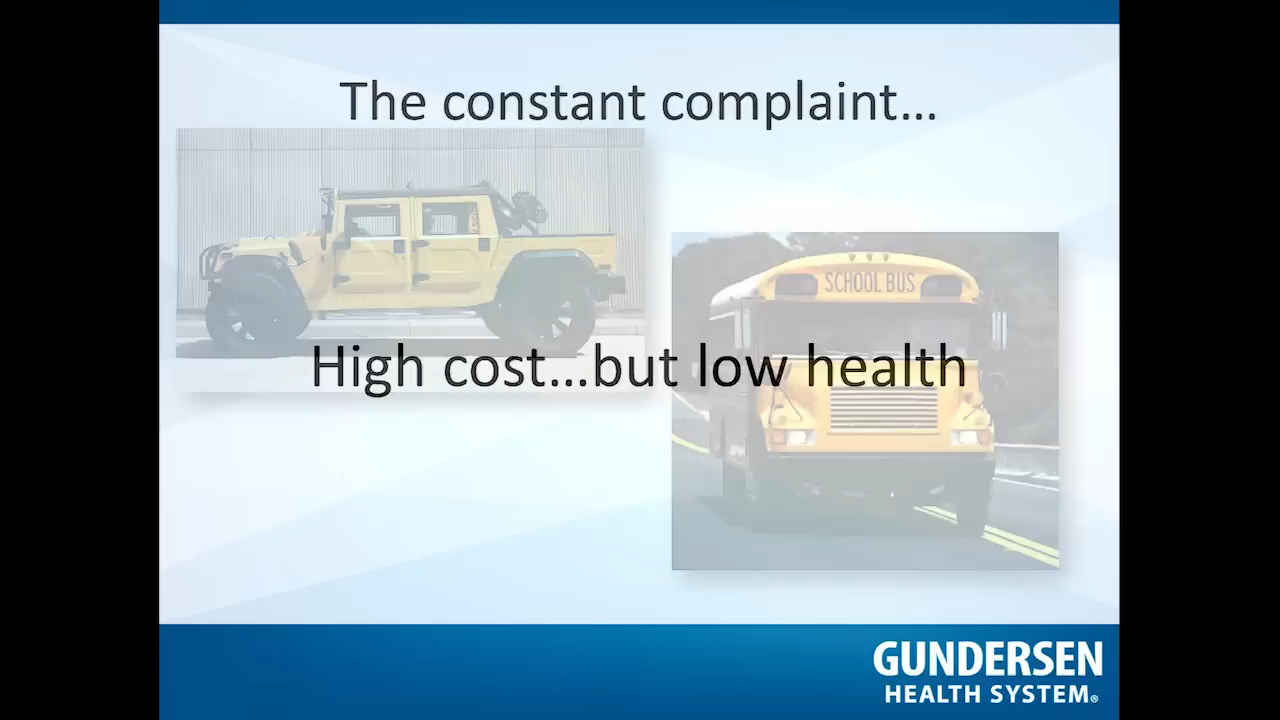 The constant complaint...
SCHOOL BUS
High cost...but low health
GUNDERSEN
HEALTH SYSTEM®